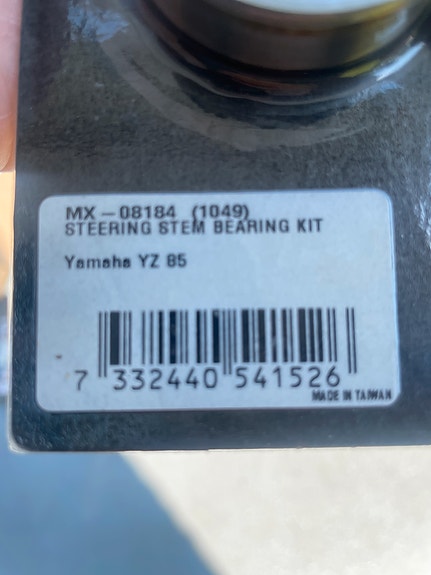 MX – 08184 (1049)
STEERING STEM BEARING KIT
Yamaha YZ 85
7 332440 541526
MADE IN TAIWAN